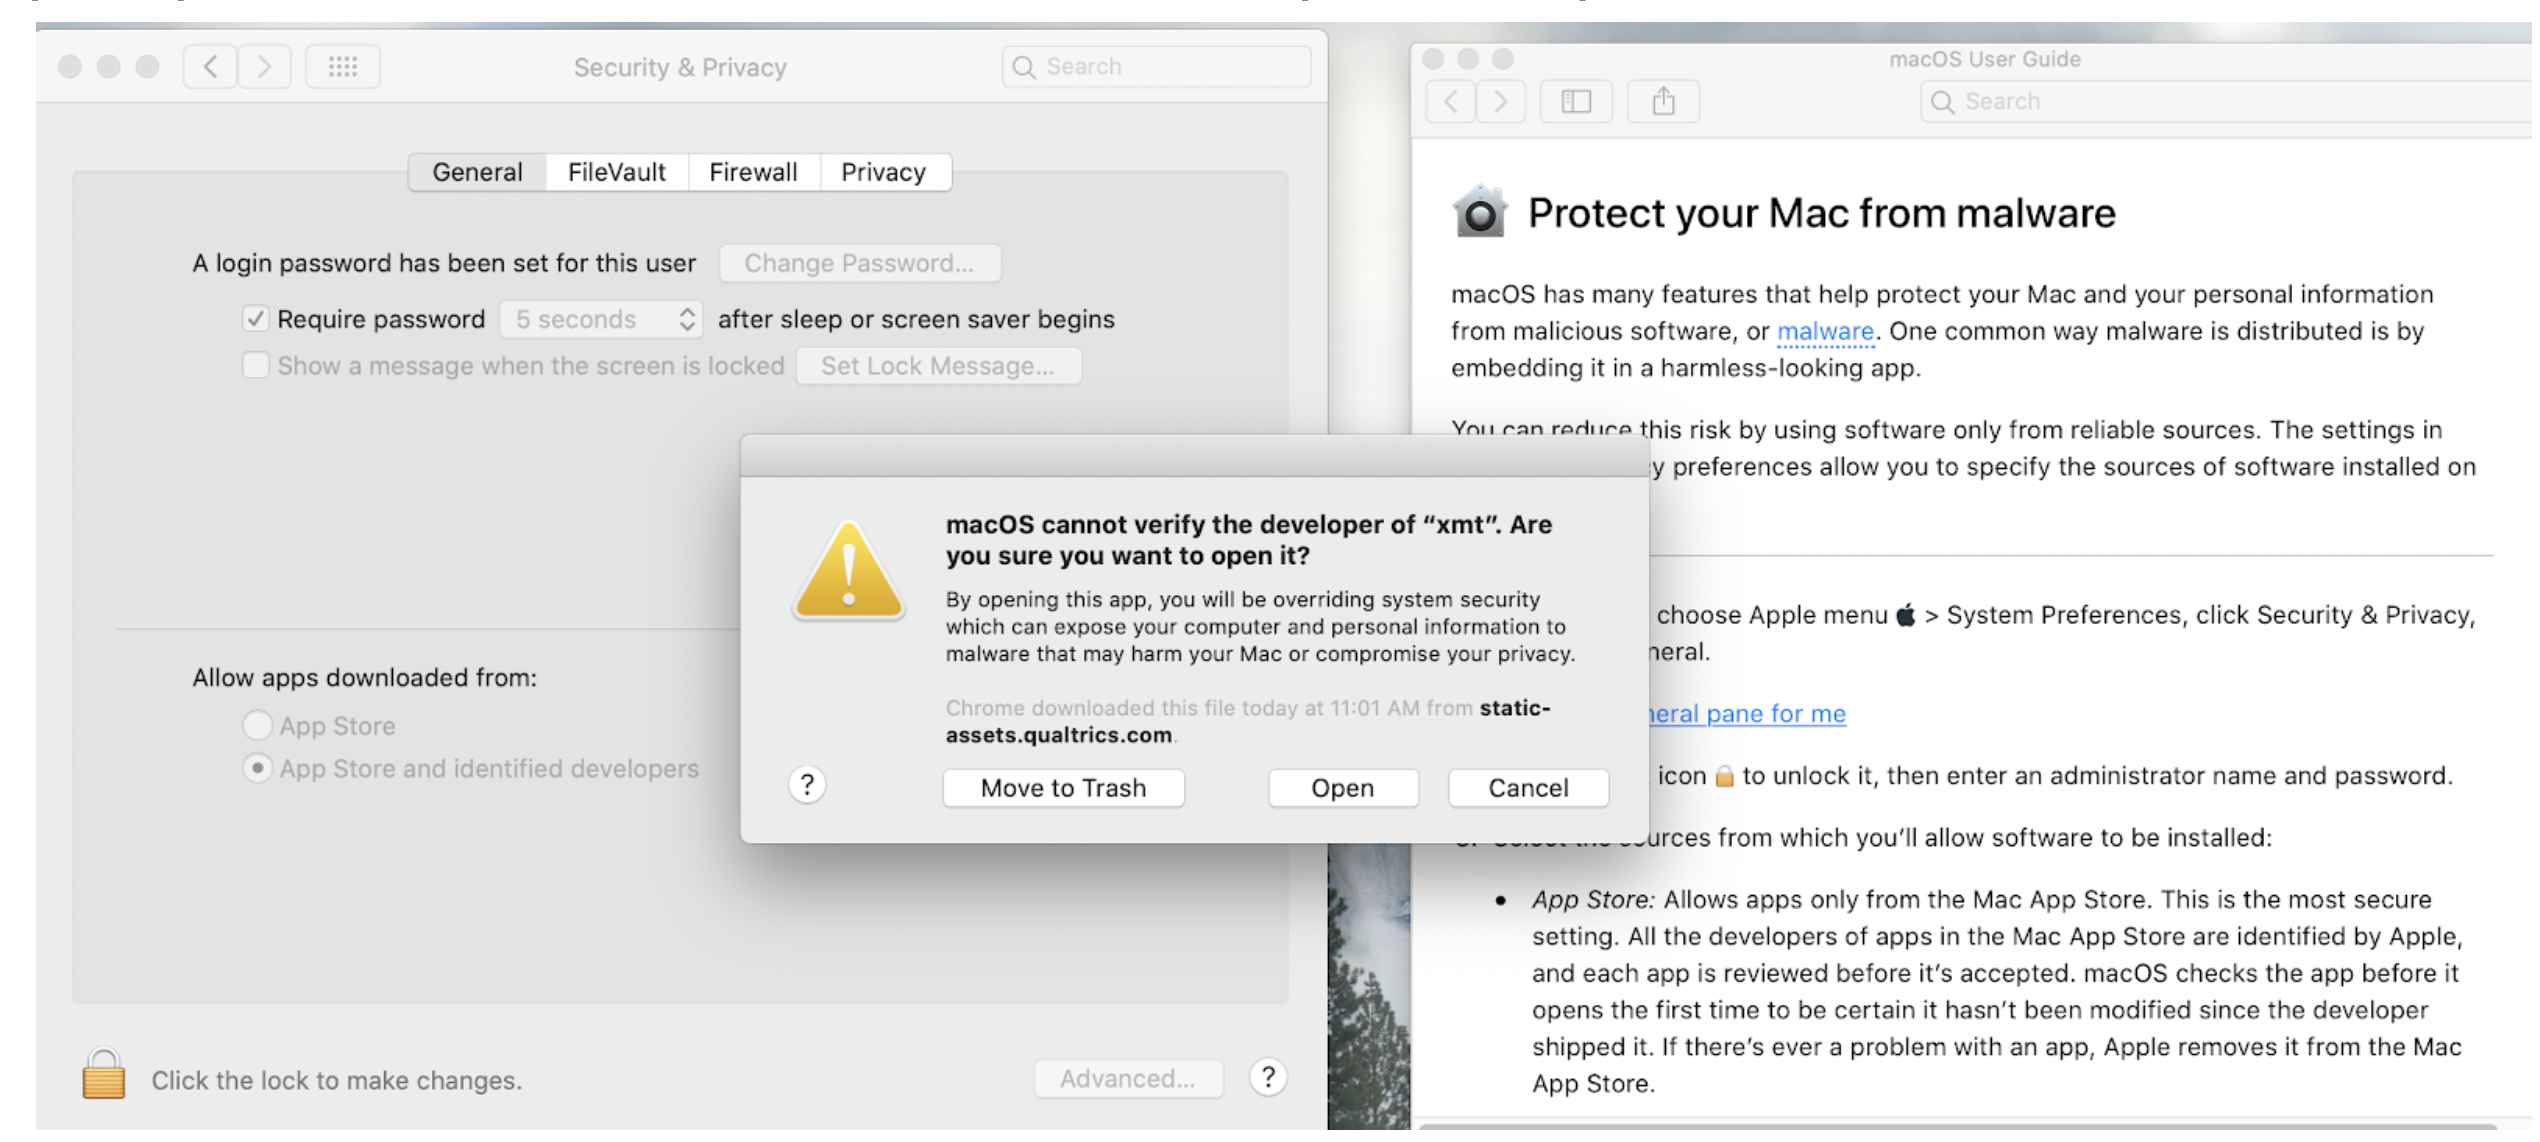 Security & Privacy
Search
General
FileVault
Firewall
Privacy
A login password has been set for this user
Change Password...
Require password
5 seconds
after sleep or screen saver begins
Show a message when the screen is locked
Set Lock Message...
Allow apps downloaded from:
App Store
App Store and identified developers
Click the lock to make changes.
Advanced...
?
macOS cannot verify the developer of “xmt”. Are
you sure you want to open it?
By opening this app, you will be overriding system security
which can expose your computer and personal information to
malware that may harm your Mac or compromise your privacy.
Chrome downloaded this file today at 11:01 AM from static-
assets.qualtrics.com.
?
Move to Trash
Open
Cancel
macOS User Guide
Search
Protect your Mac from malware
macOS has many features that help protect your Mac and your personal information
from malicious software, or malware. One common way malware is distributed is by
embedding it in a harmless-looking app.
You can reduce this risk by using software only from reliable sources. The settings in
preferences allow you to specify the sources of software installed on
choose Apple menu > System Preferences, click Security & Privacy,
pane for me
icon to unlock it, then enter an administrator name and password.
from which you’ll allow software to be installed:
• App Store: Allows apps only from the Mac App Store. This is the most secure
setting. All the developers of apps in the Mac App Store are identified by Apple,
and each app is reviewed before it’s accepted. macOS checks the app before it
opens the first time to be certain it hasn’t been modified since the developer
shipped it. If there’s ever a problem with an app, Apple removes it from the Mac
App Store.